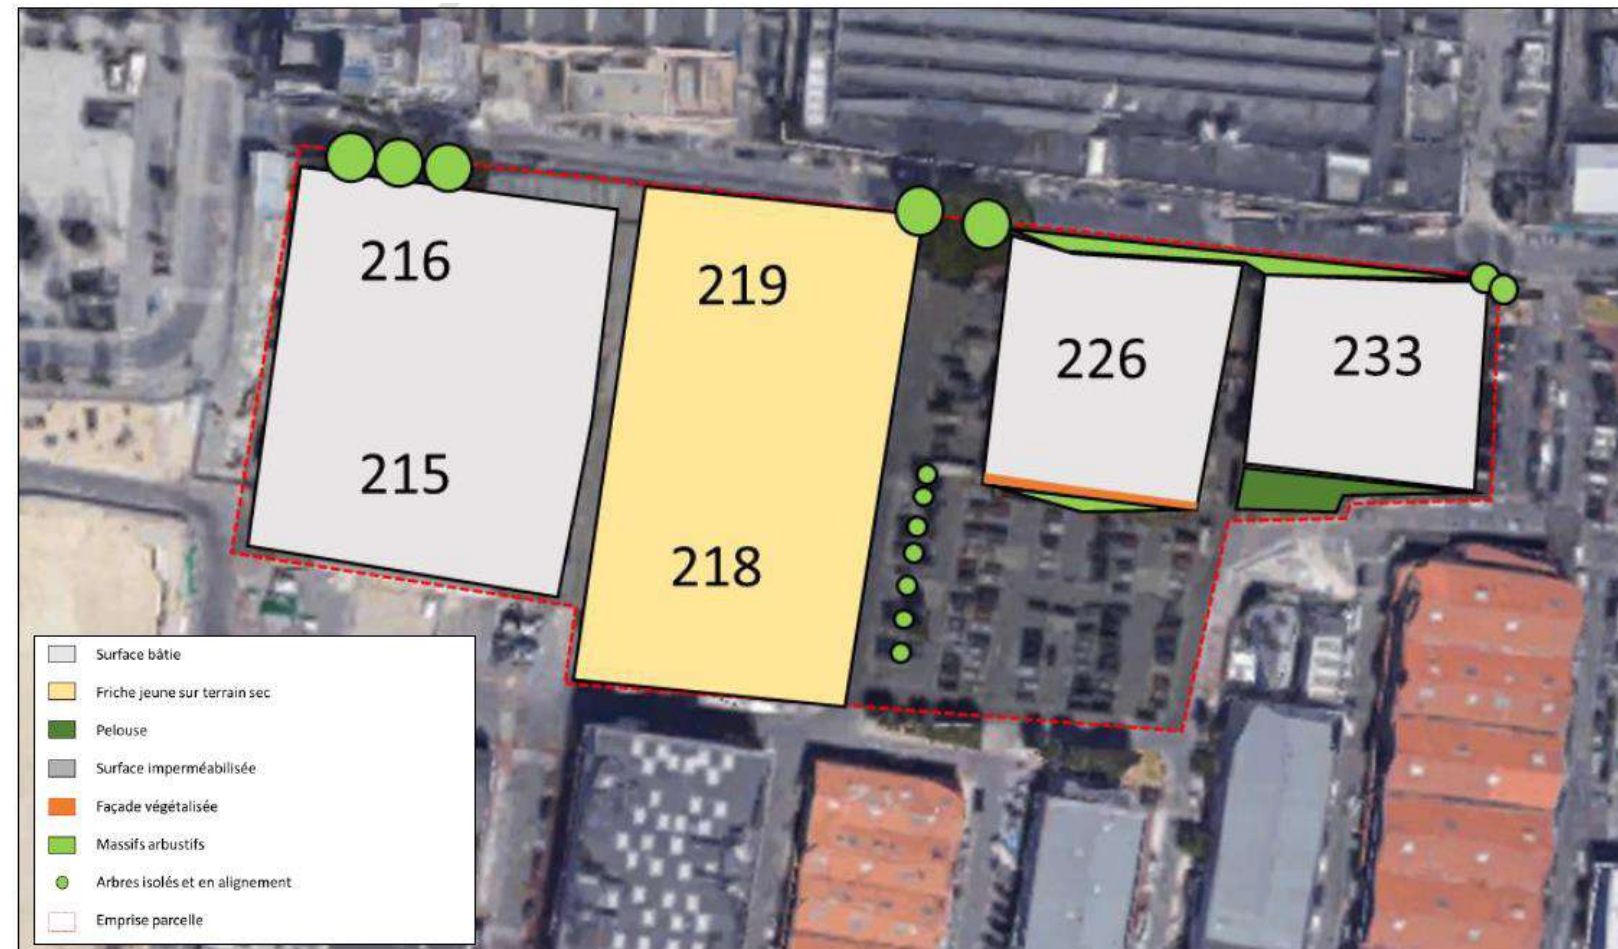 216
219
226
233
215
218
Surface bâtie
Friche jeune sur terrain sec
Pelouse
Surface imperméabilisée
Façade végétalisée
Massifs arbustifs
Arbres isolés et en alignement
Emprise parcelle